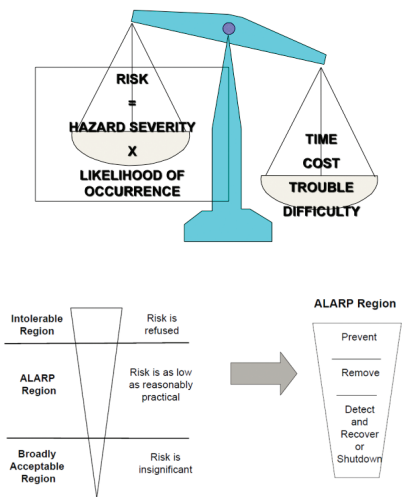 RISK
=
HAZARD SEVERITY
X
LIKELIHOOD OF
OCCURRENCE
TIME
COST
TROUBLE
DIFFICULTY
Intolerable
Region
Risk is
refused
ALARP
Region
Risk is as low
as reasonably
practical
Broadly
Acceptable
Region
Risk is
insignificant
ALARP Region
Prevent
Remove
Detect
and
Recover
or
Shutdown